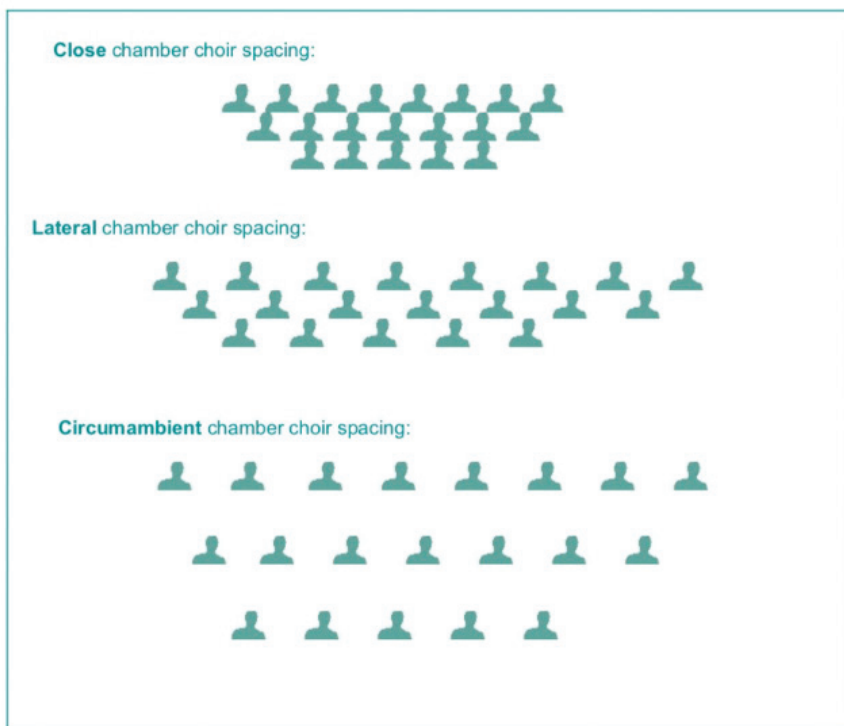 Close chamber choir spacing:
Lateral chamber choir spacing:
Circumambient chamber choir spacing: